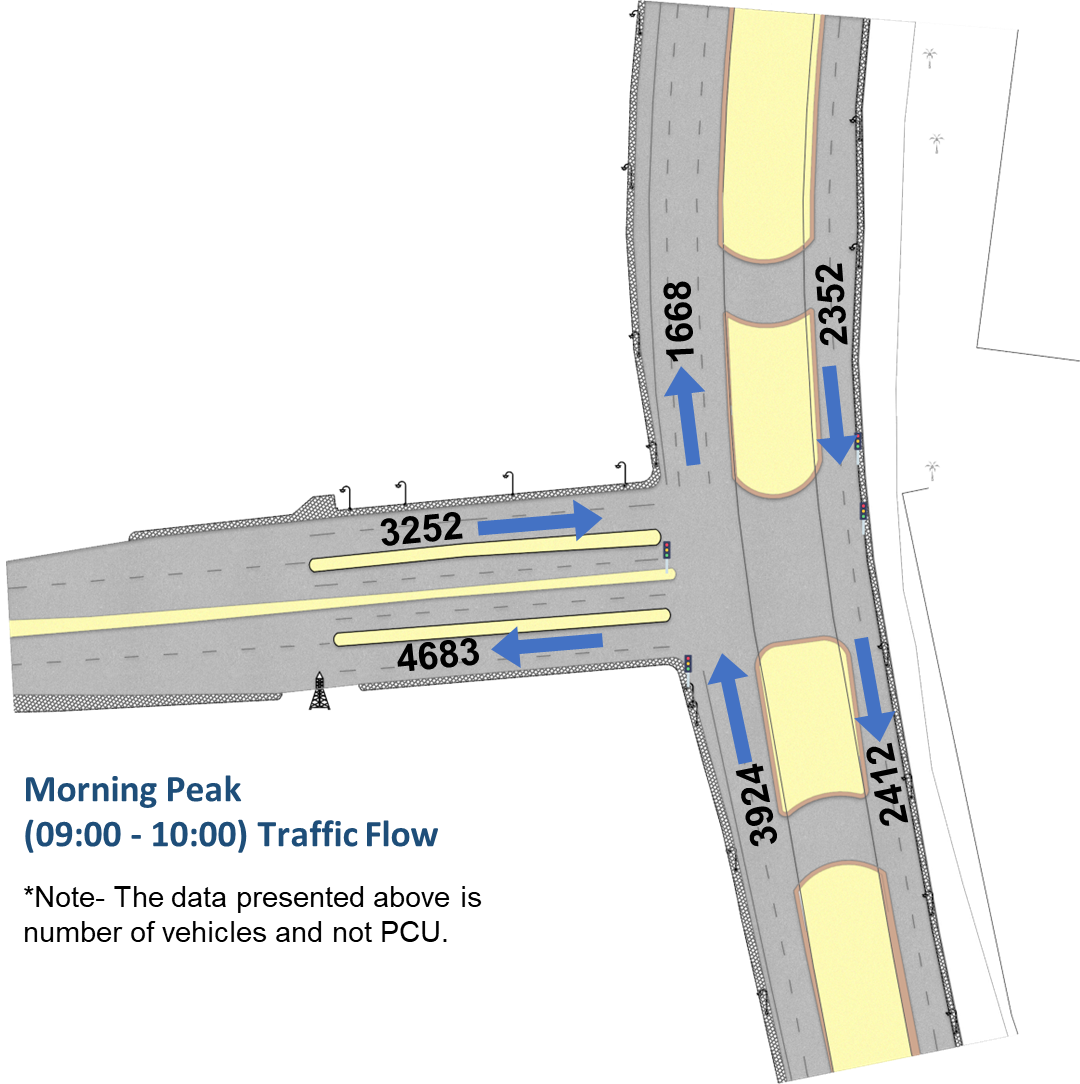 1668
2352
3252
4683
3924
2412
Morning Peak
(09:00 - 10:00) Traffic Flow
*Note- The data presented above is
number of vehicles and not PCU.